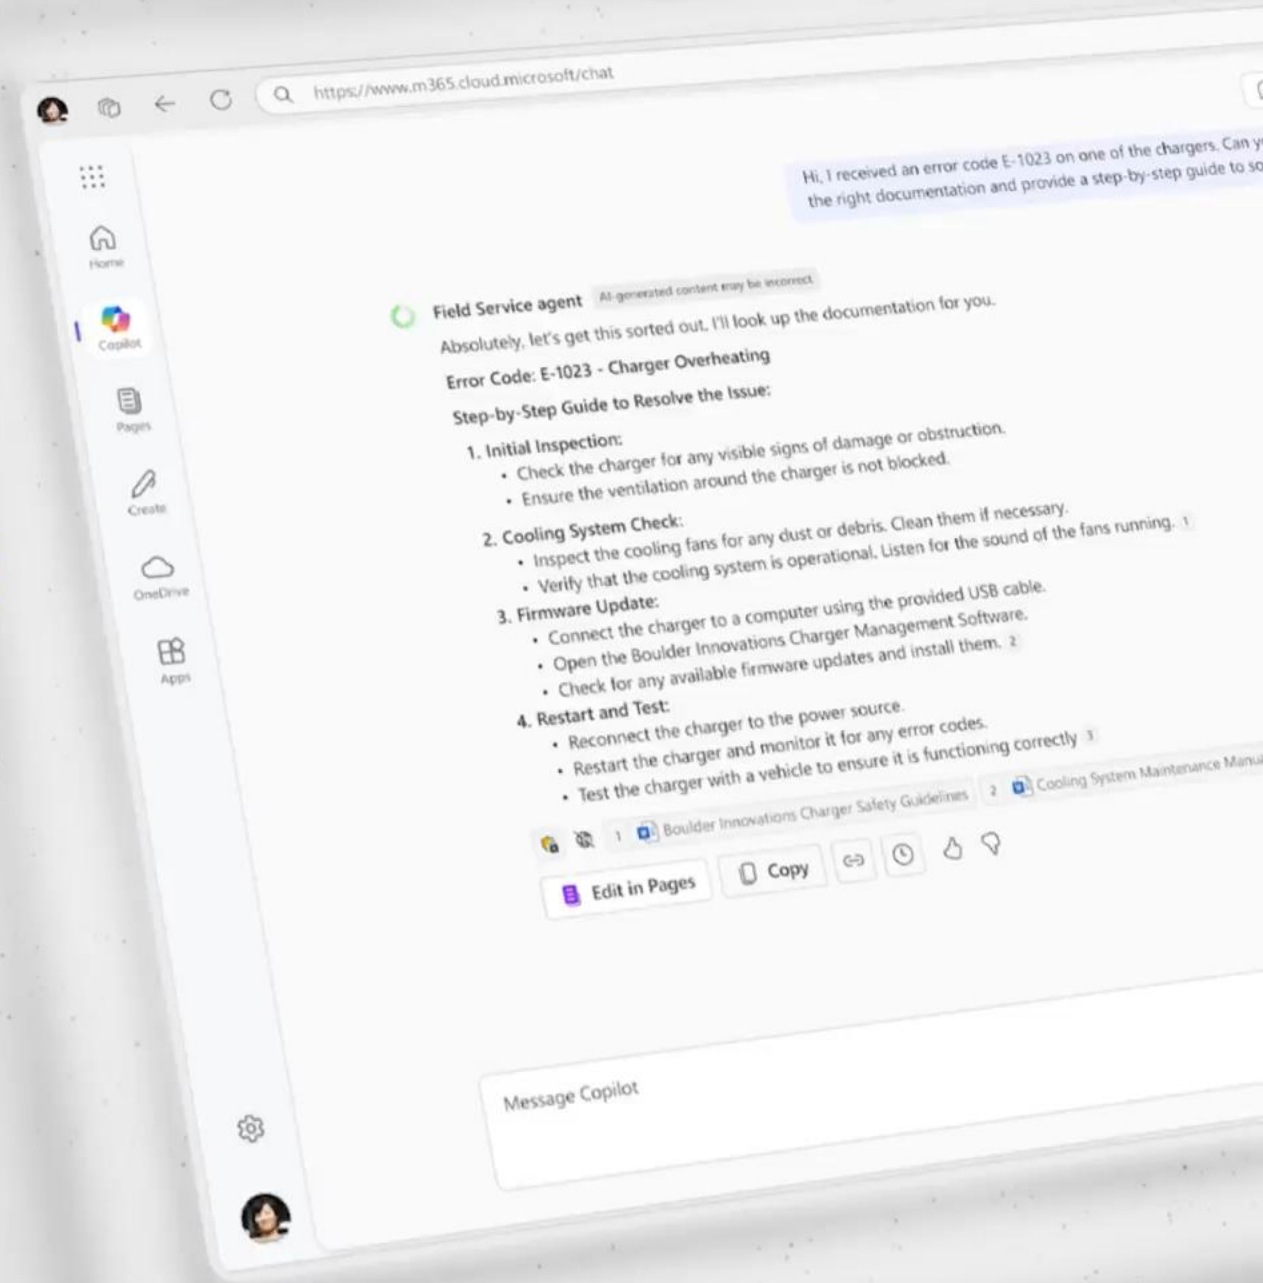 https://www.m365.cloud.microsoft/chat
Hi, I received an error code E-1023 on one of the chargers. Can
the right documentation and provide a step-by-step guide to
Home
Copilot
Pages
Create
OneDrive
Apps
Field Service agent AI-generated content may be incorrect
Absolutely, let's get this sorted out. I'll look up the documentation for you.
Error Code: E-1023 - Charger Overheating
Step-by-Step Guide to Resolve the Issue:
1. Initial Inspection:
• Check the charger for any visible signs of damage or obstruction.
• Ensure the ventilation around the charger is not blocked.
2. Cooling System Check:
• Inspect the cooling fans for any dust or debris. Clean them if necessary.
• Verify that the cooling system is operational. Listen for the sound of the fans running. 1
3. Firmware Update:
• Connect the charger to a computer using the provided USB cable.
• Open the Boulder Innovations Charger Management Software.
• Check for any available firmware updates and install them. 2
4. Restart and Test:
• Reconnect the charger to the power source.
• Restart the charger and monitor it for any error codes.
• Test the charger with a vehicle to ensure it is functioning correctly 3
1 Boulder Innovations Charger Safety Guidelines 2 Cooling System Maintenance
Edit in Pages Copy
Message Copilot